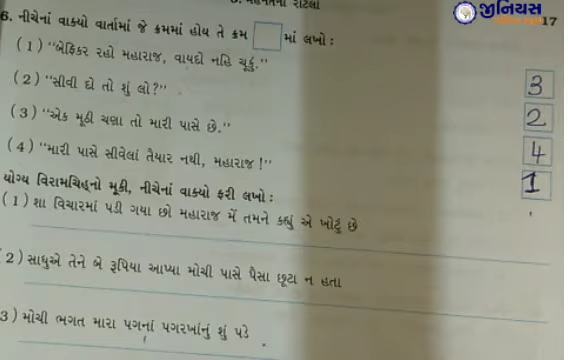 જીનિયસ
17
6. નીચેનાં વાક્યો વાર્તામાં જે ક્રમમાં હોય તે ક્રમ માં લખો :
(1) “બેફિકર રહો મહારાજ, વાયદો નહિ ચૂકું.” 3
(2) “સીવી દો તો શું લો?” 2
(3) “એક મૂઠી ચણા તો મારી પાસે છે.” 4
(4) “મારી પાસે સીવેલાં તૈયાર નથી, મહારાજ !” 1
યોગ્ય વિરામચિહ્નો મૂકી, નીચેનાં વાક્યો ફરી લખો :
(1) શા વિચારમાં પડી ગયા છો મહારાજ મેં તમને કહ્યું એ ખોટું છે
2) સાધુએ તેને બે રૂપિયા આપ્યા મોચી પાસે પૈસા છૂટા ન હતા
3) મોચી ભગત મારા પગનાં પગરખાંનું શું પડે